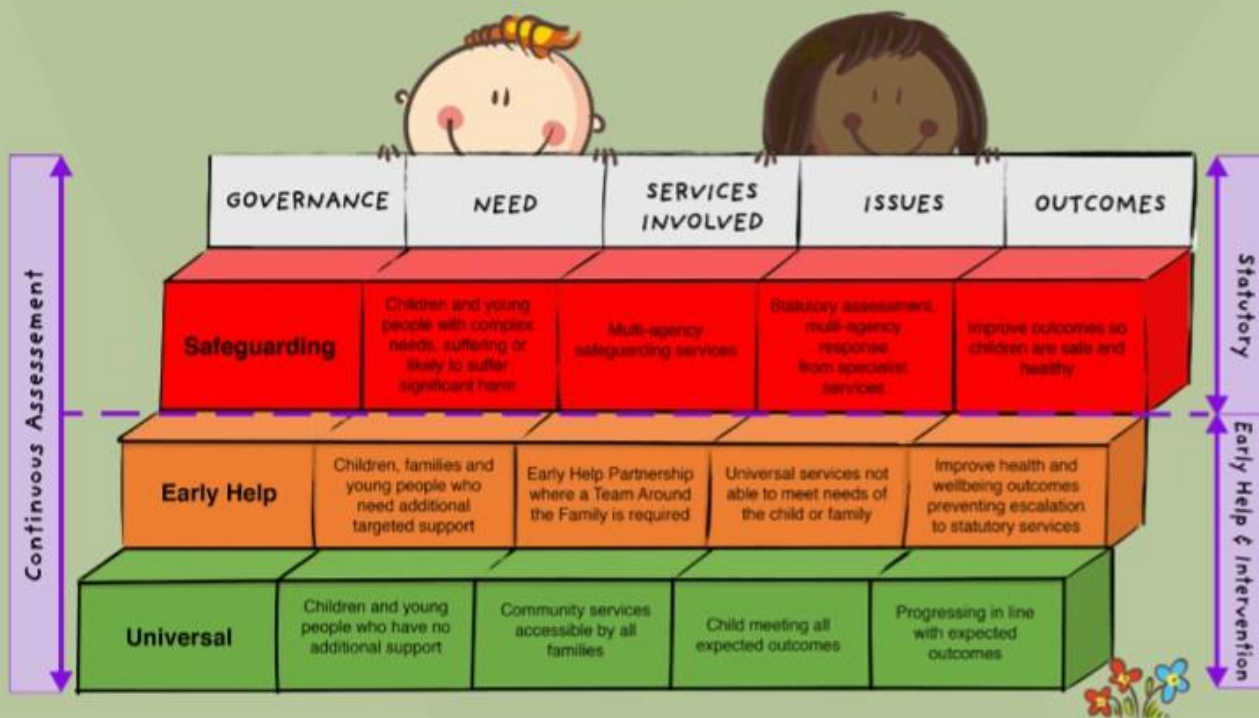 GOVERNANCE
NEED
SERVICES
INVOLVED
ISSUES
OUTCOMES
Safeguarding
Children and young
people with complex
needs, suffering or
likely to suffer
significant harm
Multi-agency
safeguarding services
Statutory assessment,
multi-agency
response
from specialist
services
Improve outcomes so
children are safe and
healthy
Early Help
Children, families and
young people who
need additional
targeted support
Early Help Partnership
where a Team Around
the Family is required
Universal services not
able to meet needs of
the child or family
Improve health and
wellbeing outcomes
preventing escalation
to statutory services
Universal
Children and young
people who have no
additional support
Community services
accessible by all
families
Child meeting all
expected outcomes
Progressing in line
with expected
outcomes
Continuous Assessement
Statutory
Early Help & Intervention